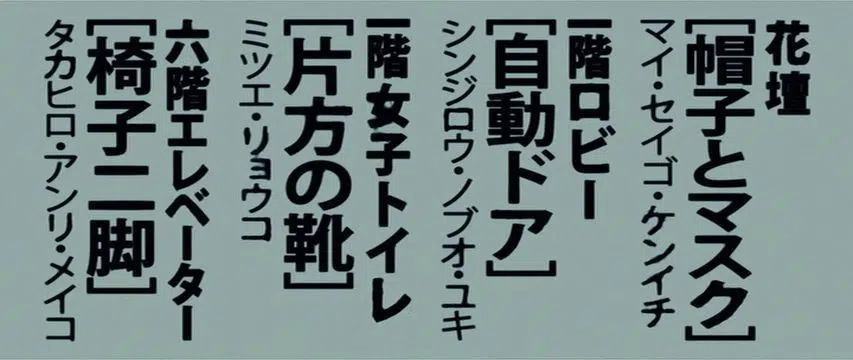 花壇
[帽子とマスク]
マイ・セイゴ・ケンイチ
一階ロビー
[自動ドア]
シンジロウ・ノブオ・ユキ
一階女子トイレ
[片方の靴]
ミツエ・リョウコ
六階エレベーター
[椅子二脚]
タカヒロ・アンリ・メイコ